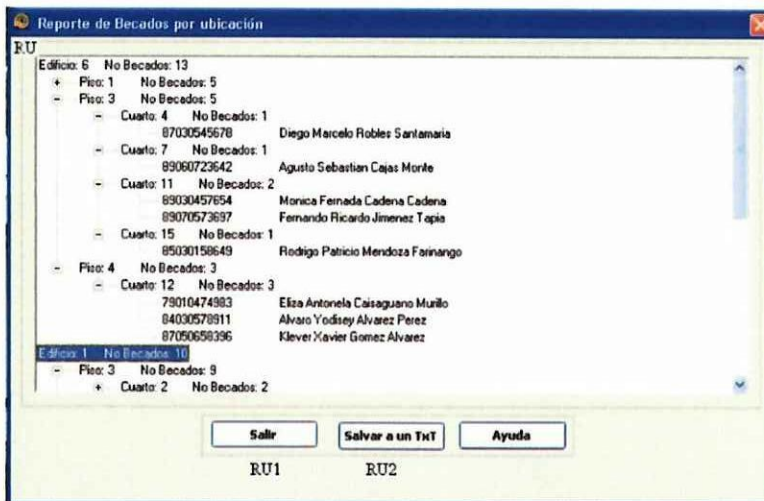 Reporte de Becados por ubicación
RU
Edificio: 6 No Becados: 13
+ Piso: 1 No Becados: 5
- Piso: 3 No Becados: 5
- Cuarto: 4 No Becados: 1
87030545678 Diego Marcelo Robles Santamaria
- Cuarto: 7 No Becados: 1
89060723642 Agusto Sebastian Cajas Monte
- Cuarto: 11 No Becados: 2
89030457654 Monica Fernada Cadena Cadena
89070573697 Fernando Ricardo Jimenez Tapia
- Cuarto: 15 No Becados: 1
85030158649 Rodrigo Patricio Mendoza Farinango
- Piso: 4 No Becados: 3
- Cuarto: 12 No Becados: 3
79010474983 Eliza Antonela Caisaguano Murillo
84030578911 Alvaro Yodisey Alvarez Perez
87050658396 Klever Xavier Gomez Alvarez
Edificio: 1 No Becados: 10
- Piso: 3 No Becados: 9
+ Cuarto: 2 No Becados: 2
Salir Salvar a un TxT Ayuda
RU1 RU2